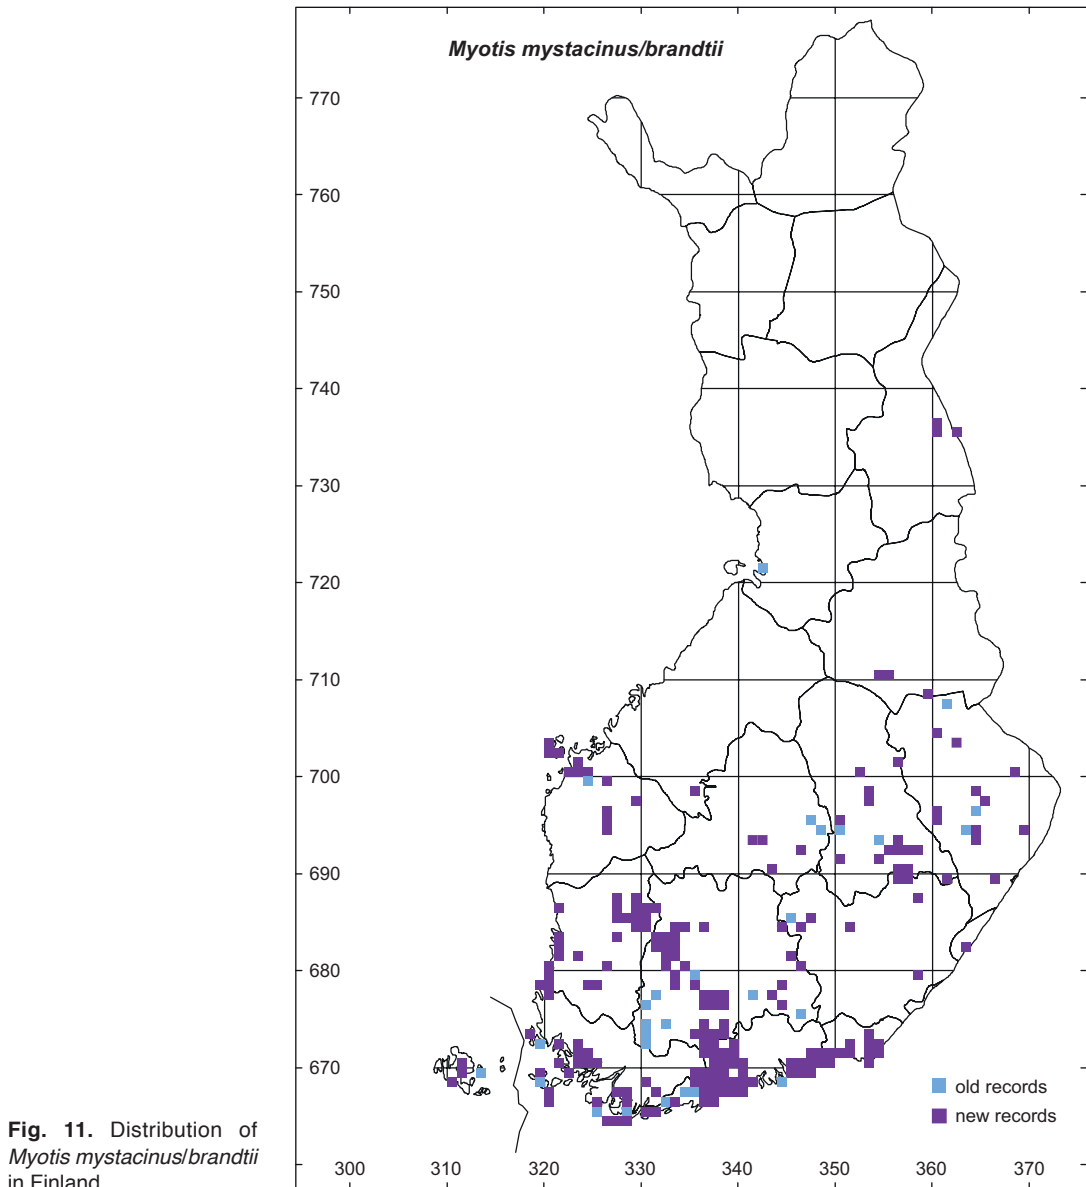 Myotis mystacinus/brandtii
770
760
750
740
730
720
710
700
690
680
670
300 310 320 330 340 350 360 370
old records
new records
Fig. 11. Distribution of
Myotis mystacinus/brandtii
in Finland